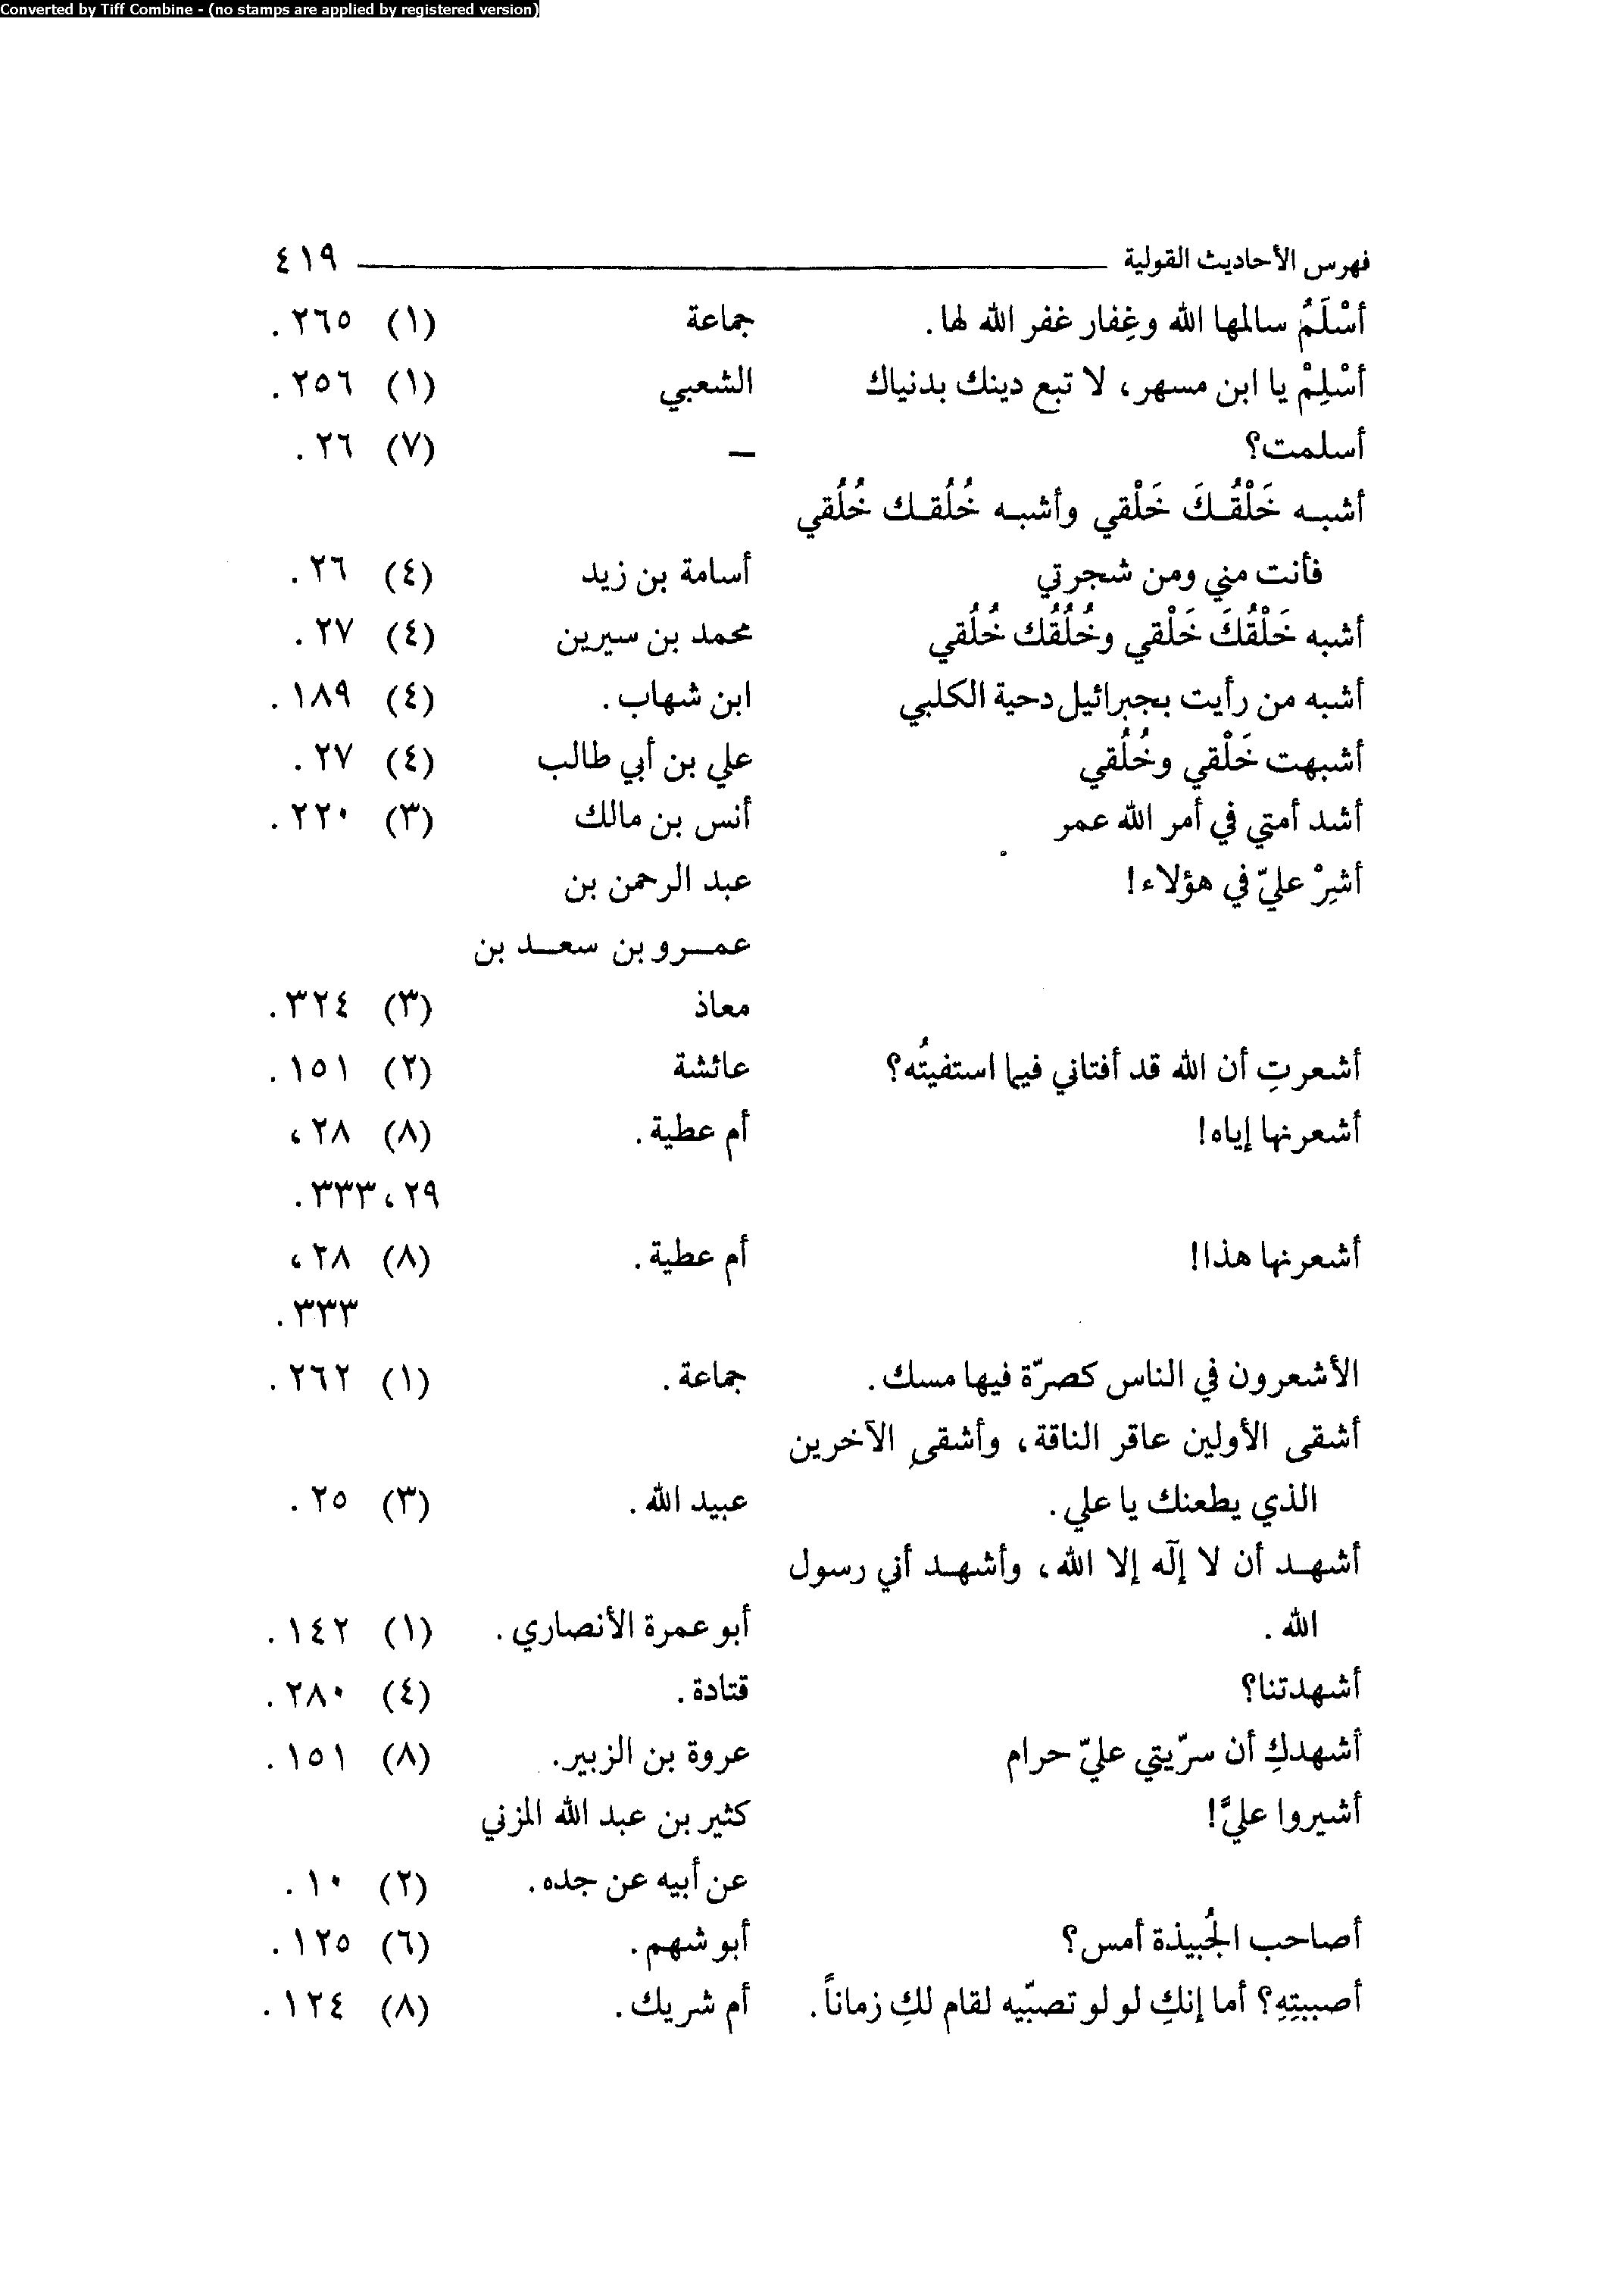 Converted by Tiff Combine - (no stamps are applied by registered version)
فهرس الأحاديث القولية ٤١٩
أَسْلَمُ سالمها الله وغِفار غفر الله لها. جماعة (١) ٢٦٥.
أَسْلِمْ يا ابن مسهر، لا تبع دينك بدنياك الشعبي (١) ٢٥٦.
أسلمت؟ – (٧) ٢٦.
أشبه خَلْقُكَ خَلْقي وأشبه خُلُقك خُلُقي
فأنت مني ومن شجرتي أسامة بن زيد (٤) ٢٦.
أشبه خَلْقُكَ خَلْقي وخُلُقُك خُلُقي محمد بن سيرين (٤) ٢٧.
أشبه من رأيت بجبرائيل دحية الكلبي ابن شهاب. (٤) ١٨٩.
أشبهت خَلْقي وخُلُقي علي بن أبي طالب (٤) ٢٧.
أشد أمتي في أمر الله عمر أنس بن مالك (٣) ٢٢٠.
أشِرْ عليّ في هؤلاء! عبد الرحمن بن
عمرو بن سعد بن
معاذ (٣) ٣٢٤.
أشعرتِ أن الله قد أفتاني فيما استفيتُه؟ عائشة (٢) ١٥١.
أشعرنها إياه! أم عطية. (٨) ٢٨،
٢٩، ٣٣٣.
أشعرنها هذا! أم عطية. (٨) ٢٨،
٣٣٣.
الأشعرون في الناس كصرّة فيها مسك. جماعة. (١) ٢٦٢.
أشقى الأولين عاقر الناقة، وأشقى الآخرين
الذي يطعنك يا علي. عبيد الله. (٣) ٢٥.
أشهد أن لا إلٓه إلا الله، وأشهد أني رسول
الله. أبو عمرة الأنصاري. (١) ١٤٢.
أشهدتنا؟ قتادة. (٤) ٢٨٠.
أشهدكِ أن سرّيتي عليّ حرام عروة بن الزبير. (٨) ١٥١.
أشيروا عليَّ! كثير بن عبد الله المزني
عن أبيه عن جده. (٢) ١٠.
أصاحب الجُبيذة أمس؟ أبو شهم. (٦) ١٢٥.
أصببتِهِ؟ أما إنكِ لو لو تصبّيه لقام لكِ زماناً. أم شريك. (٨) ١٢٤.